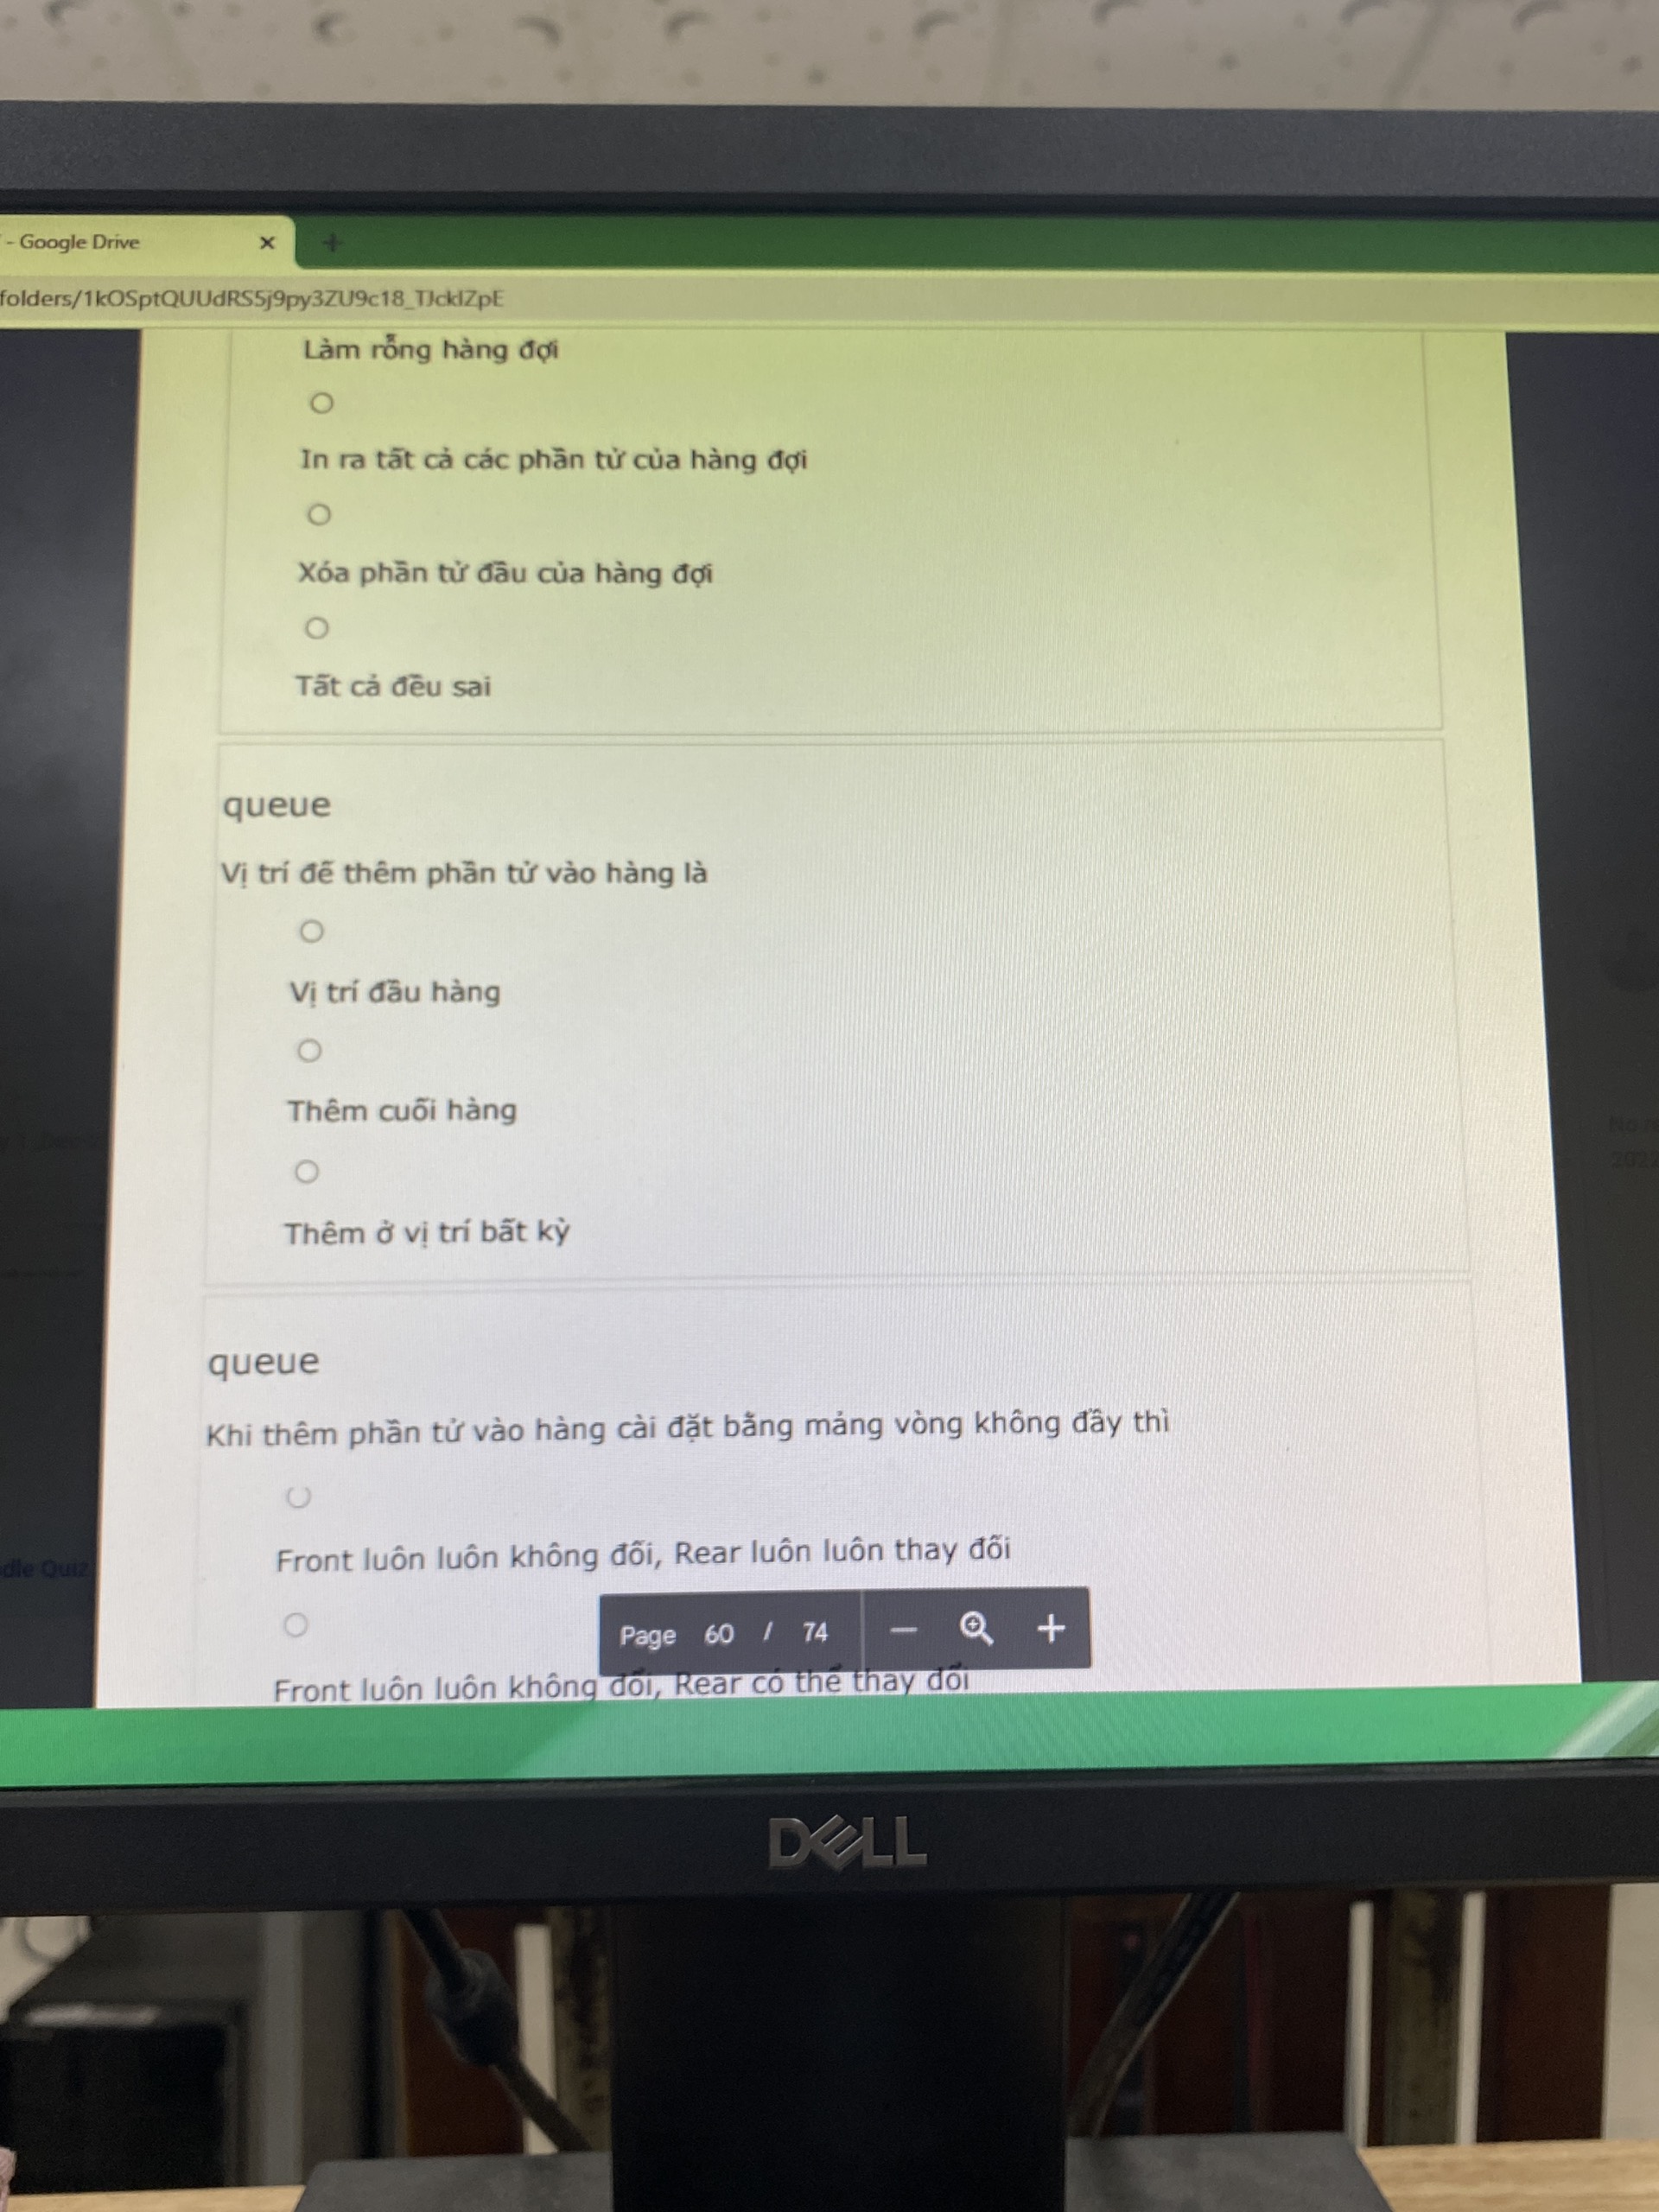 - Google Drive × +
folders/1kOSptQUUdRS5j9py3ZU9c18_TJcklZpE
Làm rỗng hàng đợi
In ra tất cả các phần tử của hàng đợi
Xóa phần tử đầu của hàng đợi
Tất cả đều sai
queue
Vị trí để thêm phần tử vào hàng là
Vị trí đầu hàng
Thêm cuối hàng
Thêm ở vị trí bất kỳ
queue
Khi thêm phần tử vào hàng cài đặt bằng mảng vòng không đầy thì
Front luôn luôn không đổi, Rear luôn luôn thay đổi
Page 60 / 74 — +
Front luôn luôn không đổi, Rear có thể thay đổi
dle Quiz
DELL